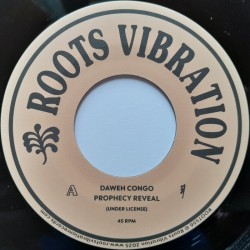 ROOTS VIBRATION
DAWEH CONGO
A
PROPHECY REVEAL
(UNDER LICENSE)
45 RPM